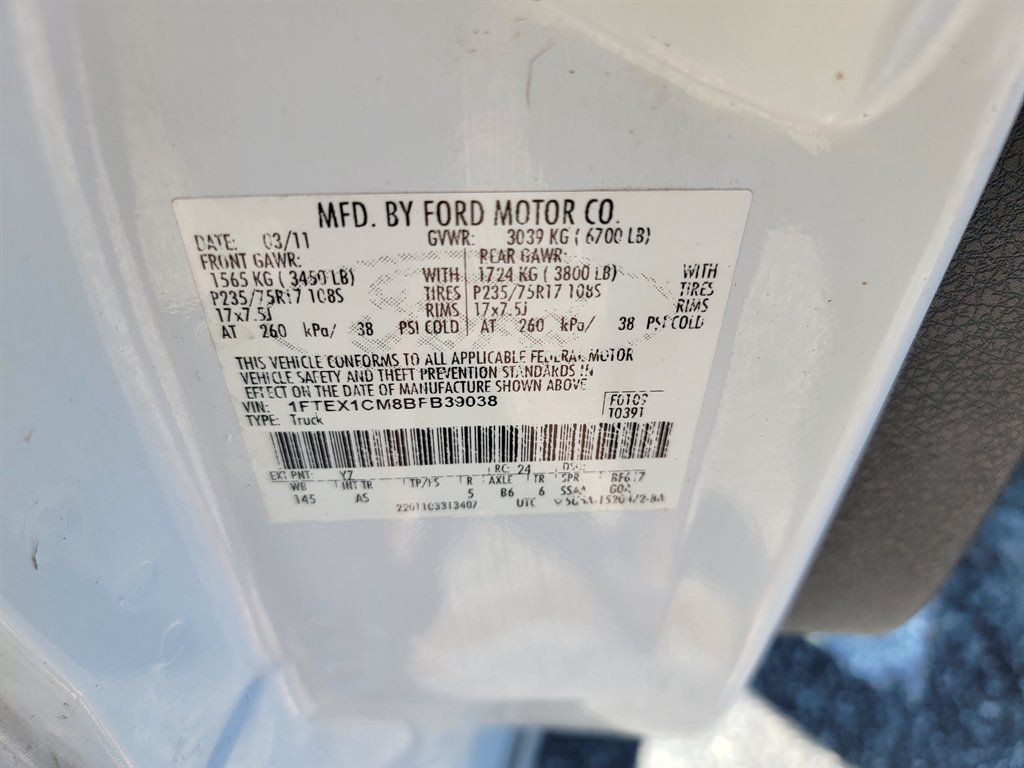 MFD. BY FORD MOTOR CO.
DATE: 03/11 GVWR: 3039 KG ( 6700 LB)
FRONT GAWR: REAR GAWR:
1565 KG ( 3450 LB) WITH 1724 KG ( 3800 LB) WITH
P235/75R17 108S TIRES P235/75R17 108S TIRES
17x7.5J RIMS 17x7.5J RIMS
AT 260 kPa/ 38 PSI COLD AT 260 kPa/ 38 PSI COLD
THIS VEHICLE CONFORMS TO ALL APPLICABLE FEDERAL MOTOR
VEHICLE SAFETY AND THEFT PREVENTION STANDARDS IN
EFFECT ON THE DATE OF MANUFACTURE SHOWN ABOVE
VIN: 1FTEX1CM8BFB39038
TYPE: Truck
T0391
EXT PNT: YZ RC: 24 DSO:
WB INT TR TP/PS R AXLE TR SPR
145 AS 5 B6 6 SSAA
2201103313407 UTC